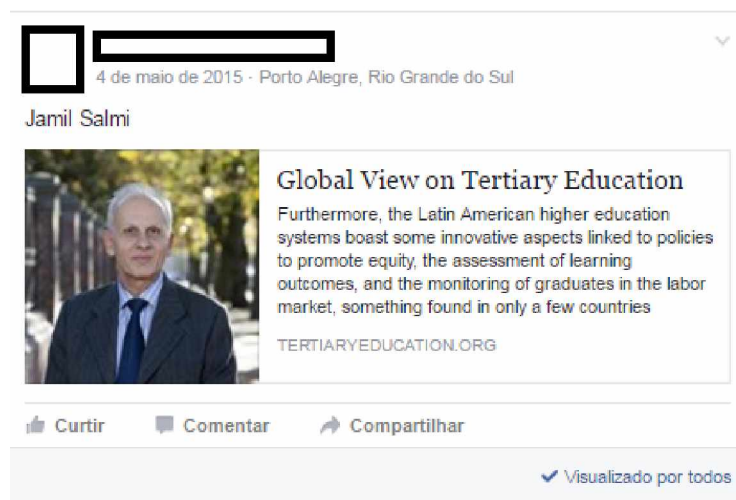 4 de maio de 2015 · Porto Alegre, Rio Grande do Sul
Jamil Salmi
Global View on Tertiary Education
Furthermore, the Latin American higher education
systems boast some innovative aspects linked to policies
to promote equity, the assessment of learning
outcomes, and the monitoring of graduates in the labor
market, something found in only a few countries
TERTIARYEDUCATION.ORG
Curtir Comentar Compartilhar
Visualizado por todos